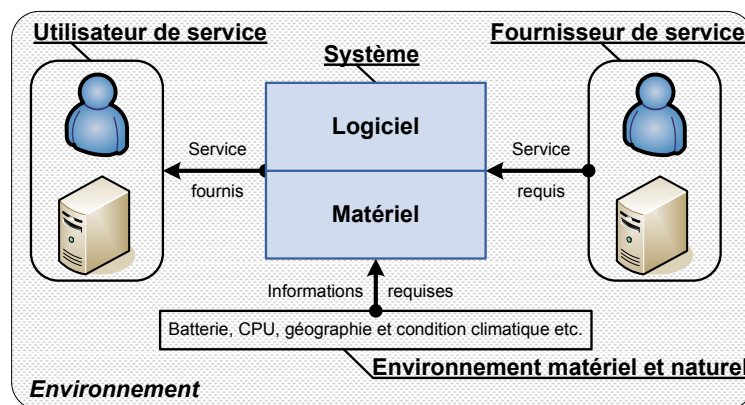 Utilisateur de service
Fournisseur de service
Système
Logiciel
Matériel
Service
fournis
Service
requis
Informations requises
Batterie, CPU, géographie et condition climatique etc.
Environnement matériel et naturel
Environnement